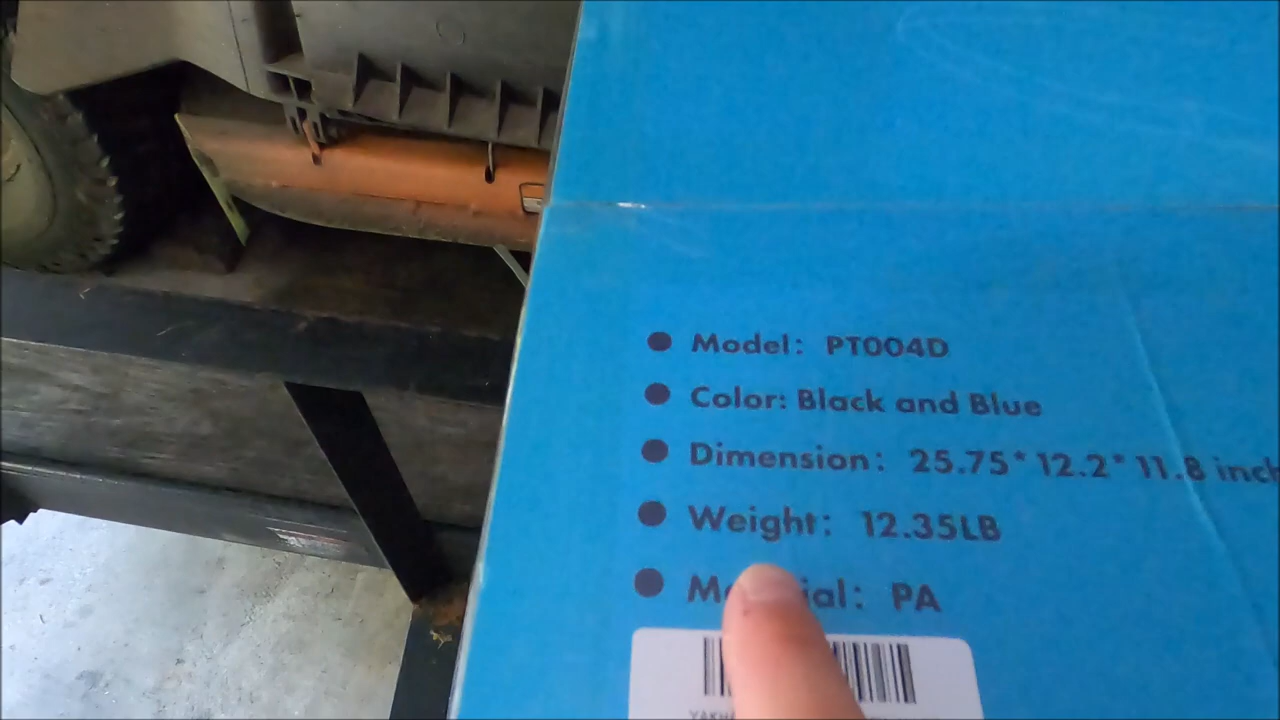 Model: PT004D
Color: Black and Blue
Dimension: 25.75*12.2*11.8 inch
Weight: 12.35LB
PA